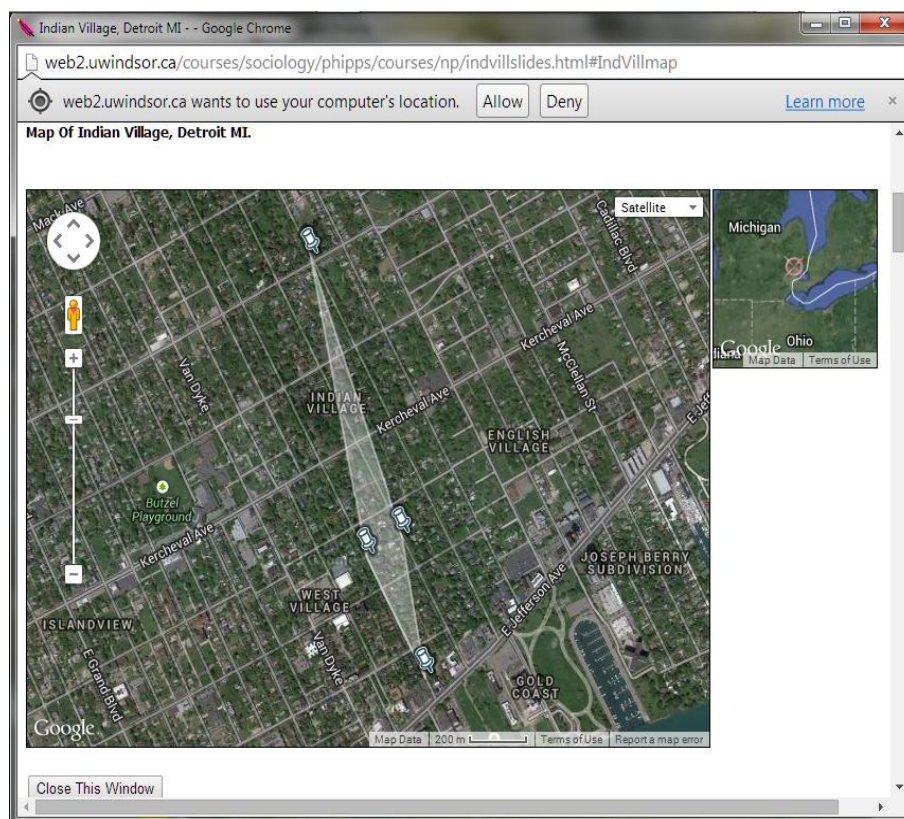 Indian Village, Detroit MI - - Google Chrome
web2.uwindsor.ca/courses/sociology/phipps/courses/np/indvillslides.html#IndVillmap
web2.uwindsor.ca wants to use your computer's location. Allow Deny Learn more
Map Of Indian Village, Detroit MI.
Mack Ave
Satellite
Cadillac Blvd
Michigan
Ohio
Google
Map Data Terms of Use
Kercheval Ave
McClellan St
Van Dyke
INDIAN
VILLAGE
Kercheval Ave
E Jeff
ENGLISH
VILLAGE
Butzel
Playground
Kercheval Ave
JOSEPH BERRY
SUBDIVISION
E Jefferson Ave
WEST
VILLAGE
ISLANDVIEW
Van Dyke
E Grand Blvd
GOLD
COAST
Google
Map Data 200 m Terms of Use Report a map error
Close This Window